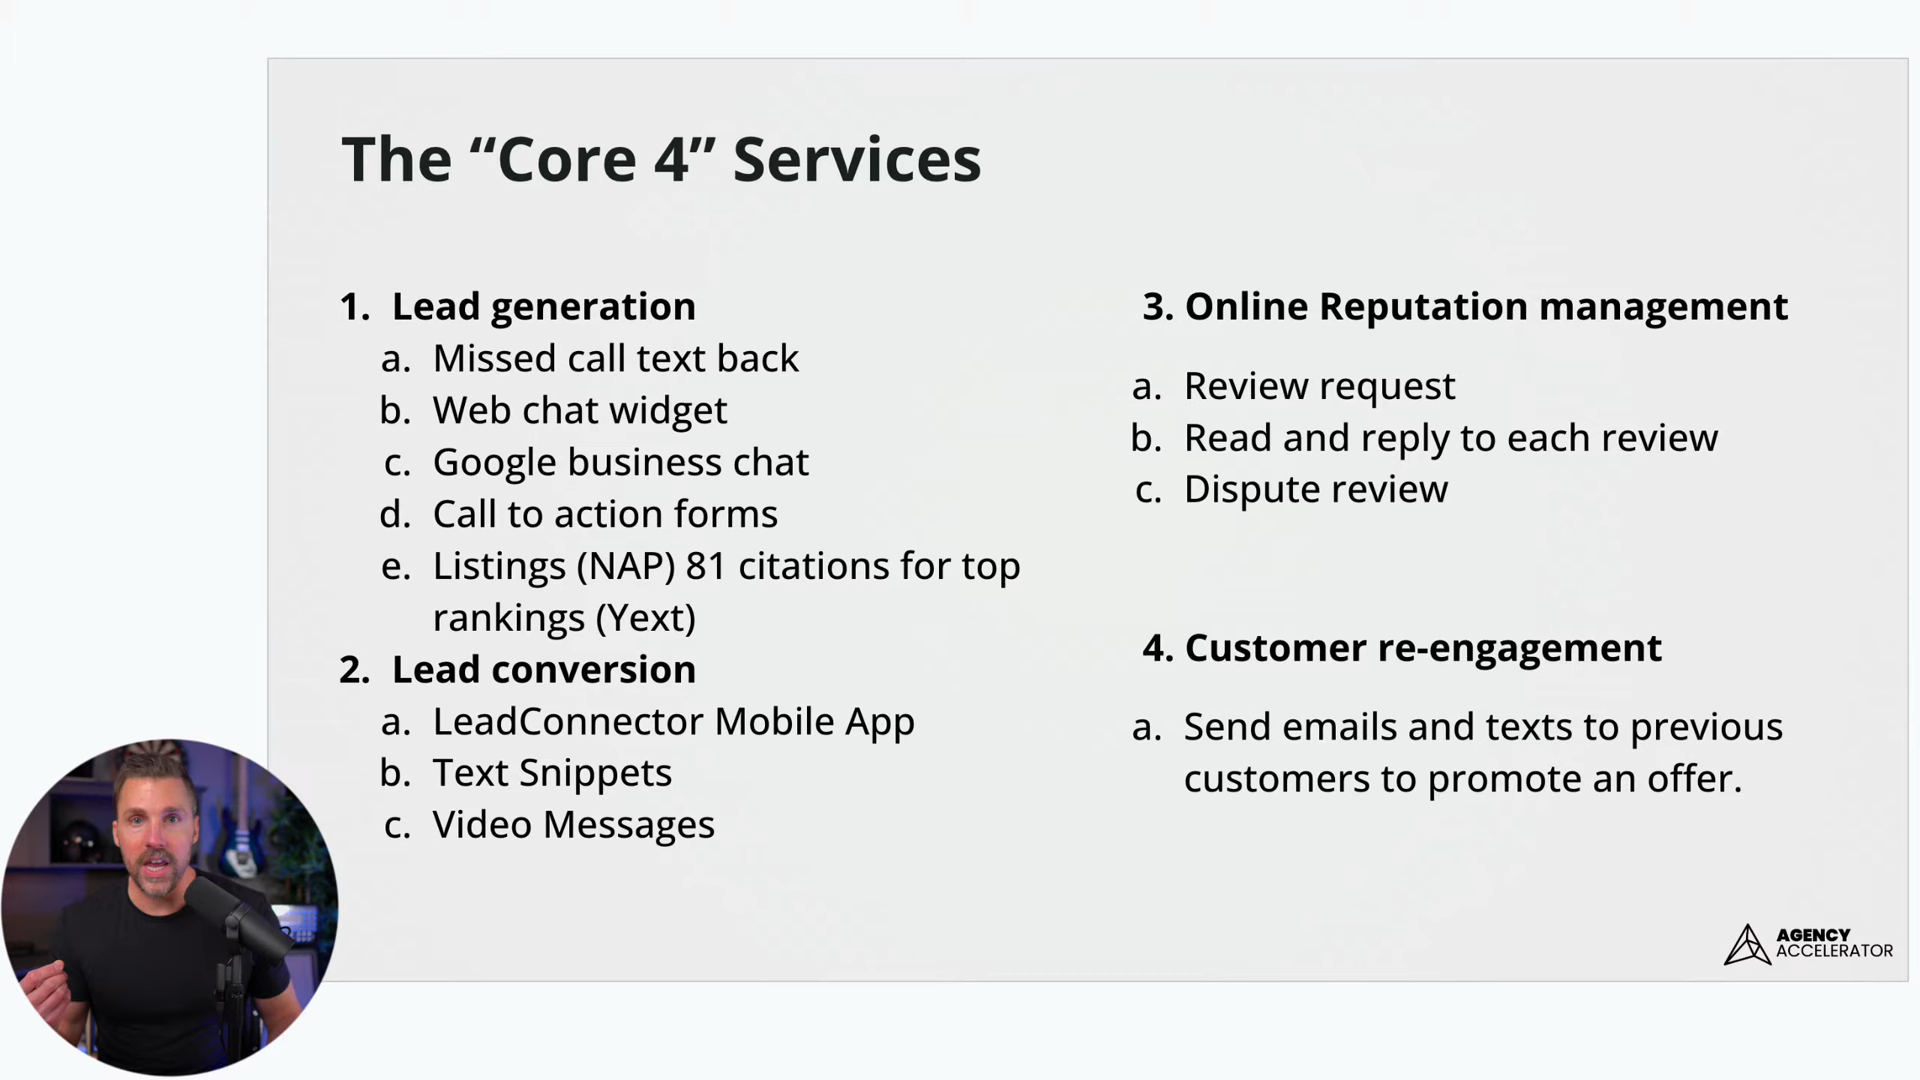 The “Core 4” Services
1. Lead generation
a. Missed call text back
b. Web chat widget
c. Google business chat
d. Call to action forms
e. Listings (NAP) 81 citations for top
rankings (Yext)
2. Lead conversion
a. LeadConnector Mobile App
b. Text Snippets
c. Video Messages
3. Online Reputation management
a. Review request
b. Read and reply to each review
c. Dispute review
4. Customer re-engagement
a. Send emails and texts to previous
customers to promote an offer.
AGENCY
ACCELERATOR